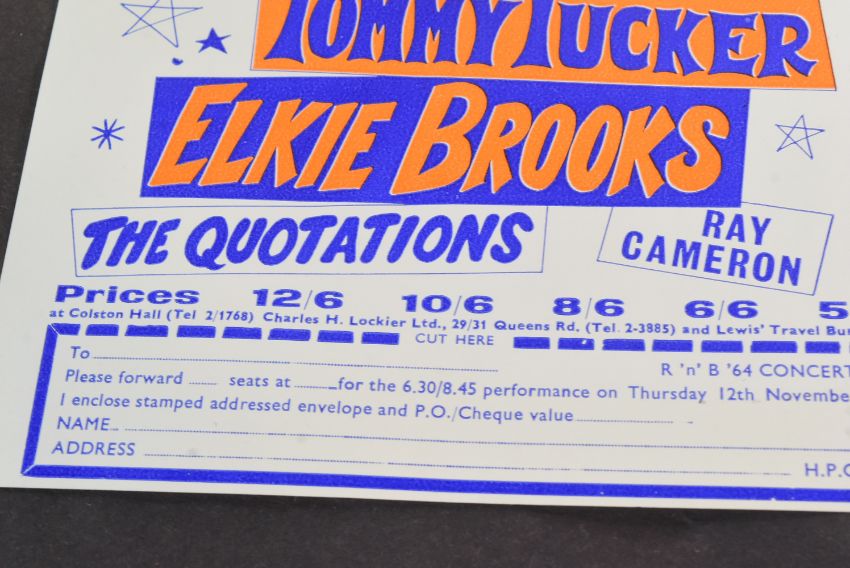 TOMMY TUCKER
ELKIE BROOKS
THE QUOTATIONS
RAY CAMERON
Prices 12/6 10/6 8/6 6/6 5
at Colston Hall (Tel 2/1768) Charles H. Lockier Ltd., 29/31 Queens Rd. (Tel. 2-3885) and Lewis' Travel Bu
CUT HERE
To
R 'n' B '64 CONCERT
Please forward seats at for the 6.30/8.45 performance on Thursday 12th Novembe
I enclose stamped addressed envelope and P.O./Cheque value
NAME
ADDRESS
H.P.C